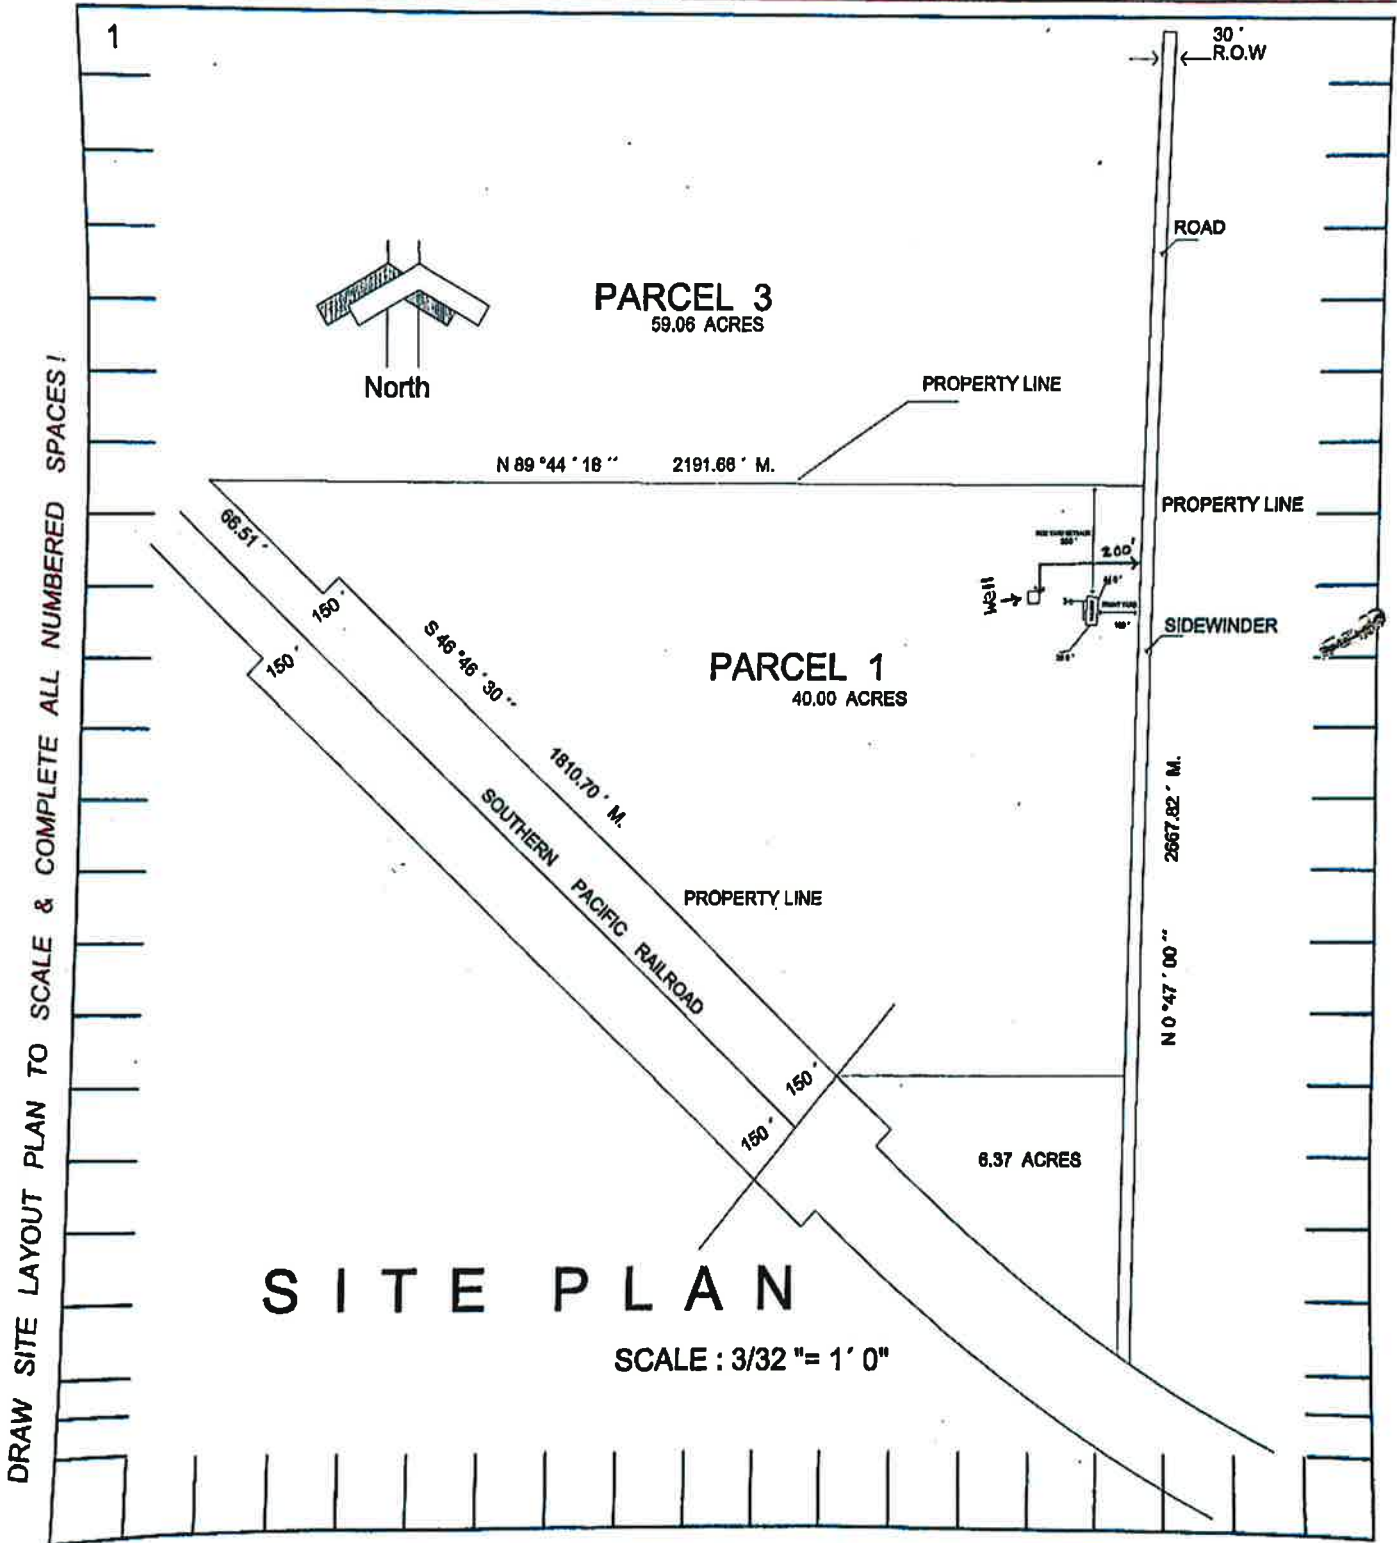 1
30 '
R.O.W
ROAD
PARCEL 3
59.06 ACRES
North
PROPERTY LINE
N 89 °44 ' 18 '' 2191.66 ' M.
PROPERTY LINE
66.51 '
200'
Well
150 '
150 '
S 46 °46 ' 30 ''
SIDEWINDER
PARCEL 1
40.00 ACRES
1810.70 ' M.
2667.82 ' M.
SOUTHERN PACIFIC RAILROAD
PROPERTY LINE
N 0 °47 ' 00 ''
150 '
150 '
6.37 ACRES
SITE PLAN
SCALE : 3/32 "= 1' 0"
DRAW SITE LAYOUT PLAN TO SCALE & COMPLETE ALL NUMBERED SPACES !